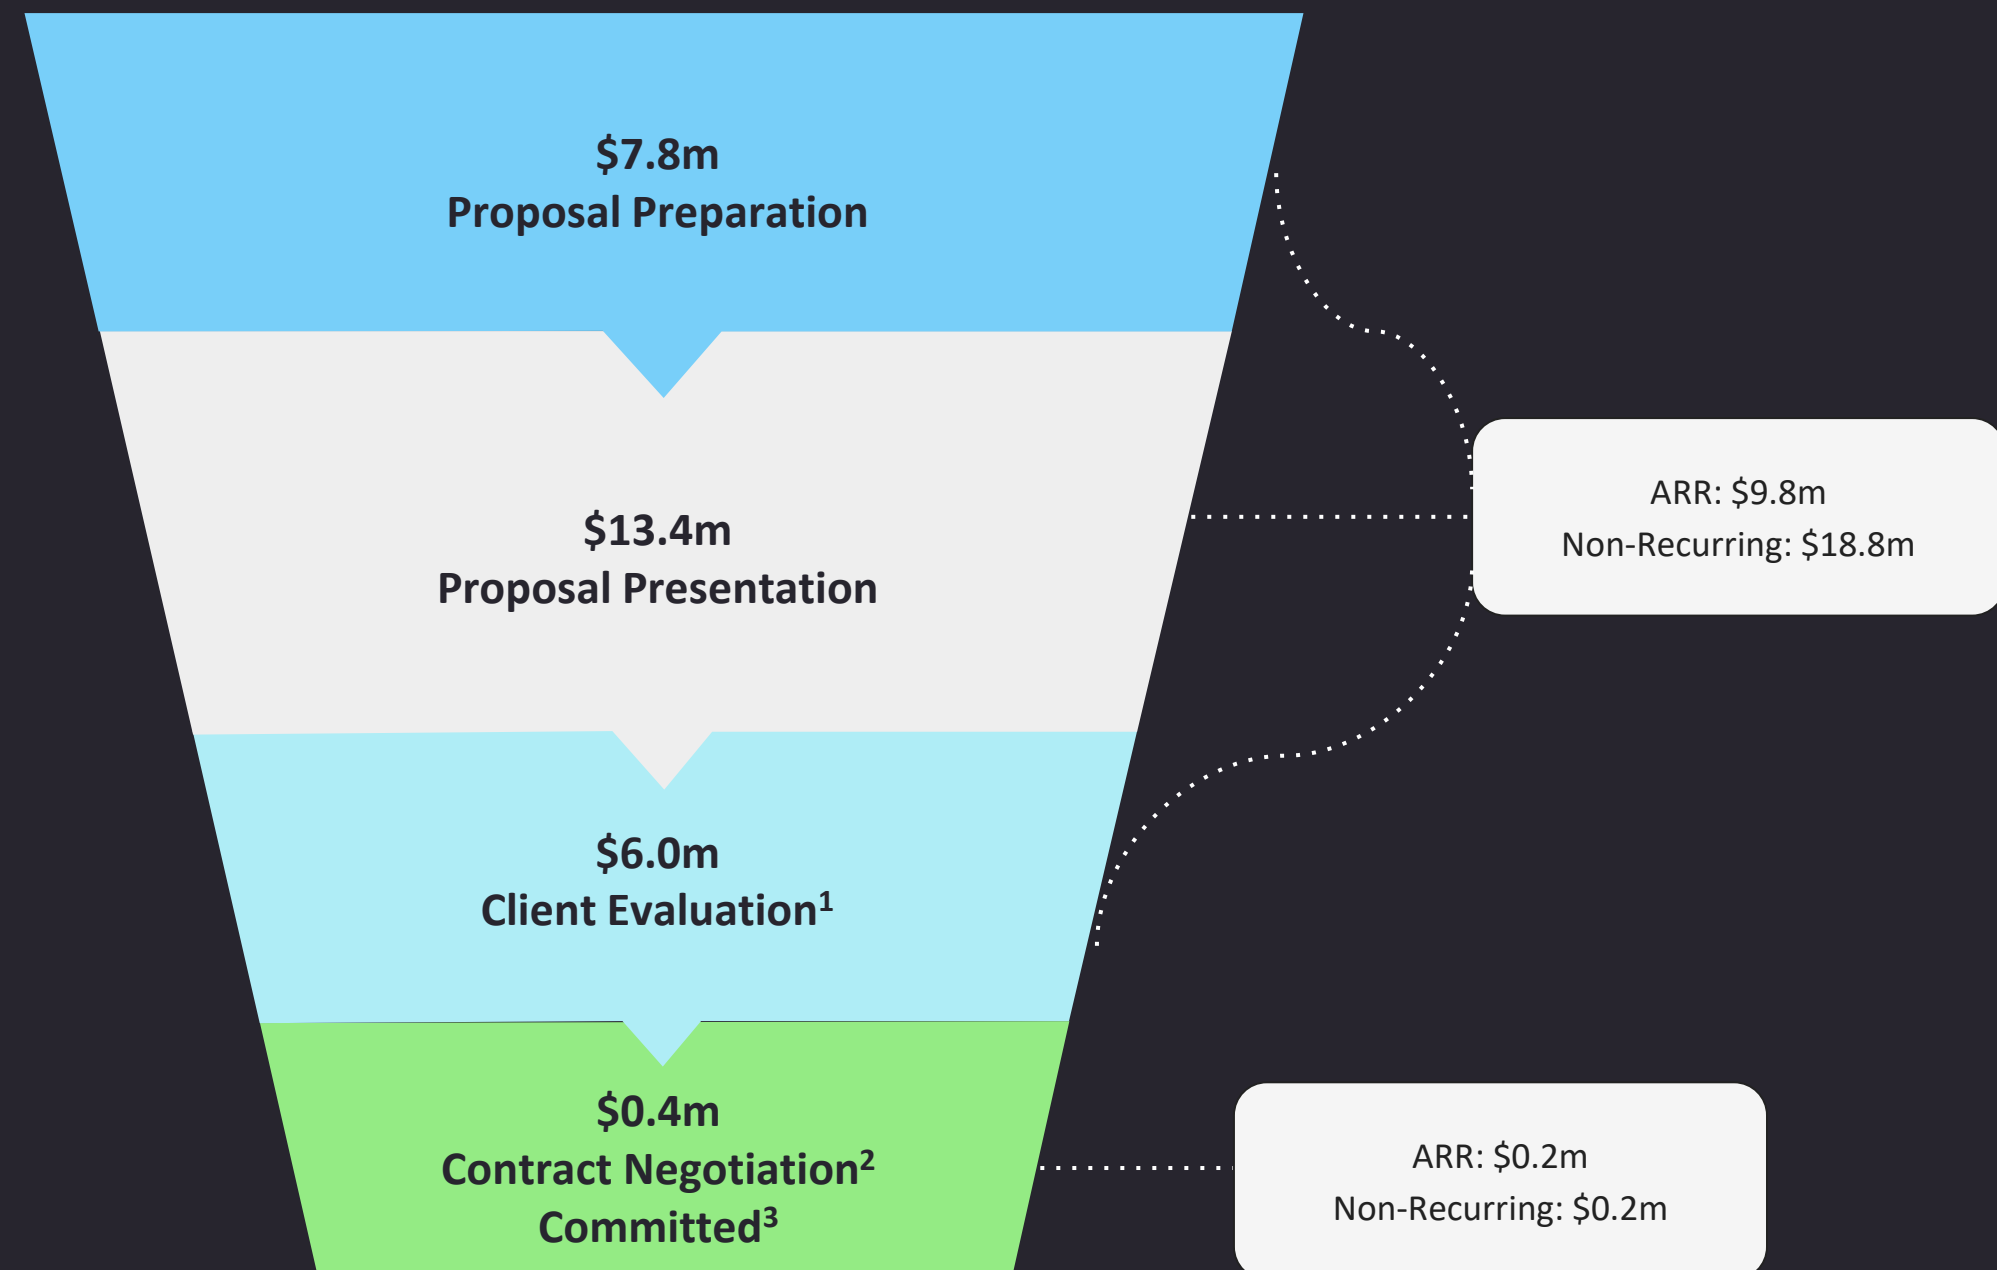 $7.8m
Proposal Preparation
$13.4m
Proposal Presentation
ARR: $9.8m
Non-Recurring: $18.8m
$6.0m
Client Evaluation¹
$0.4m
Contract Negotiation²
Committed³
ARR: $0.2m
Non-Recurring: $0.2m